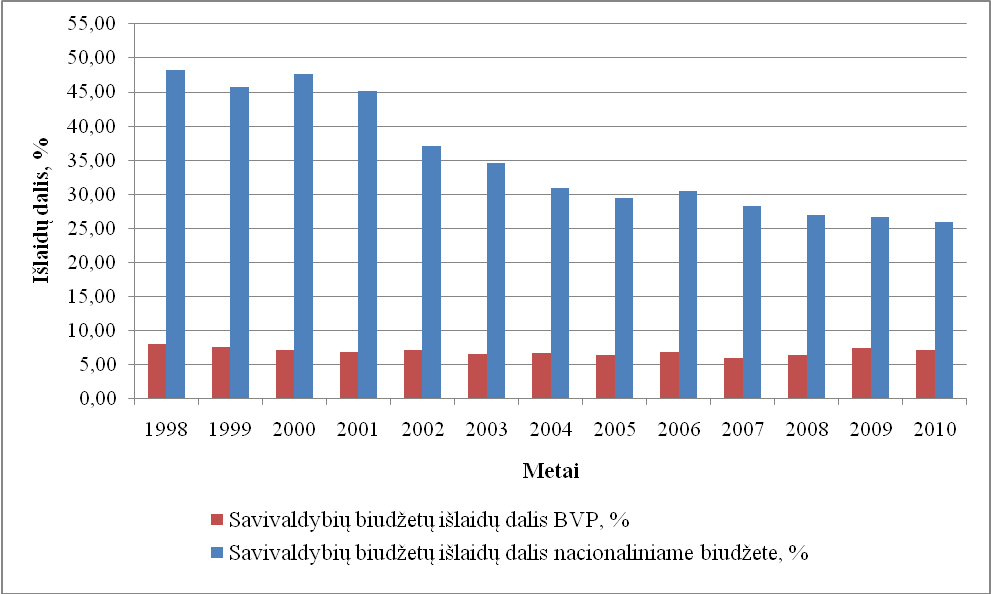 55,00
50,00
45,00
40,00
35,00
30,00
25,00
20,00
15,00
10,00
5,00
0,00
Išlaidų dalis, %
1998 1999 2000 2001 2002 2003 2004 2005 2006 2007 2008 2009 2010
Metai
Savivaldybių biudžetų išlaidų dalis BVP, %
Savivaldybių biudžetų išlaidų dalis nacionaliniame biudžete, %